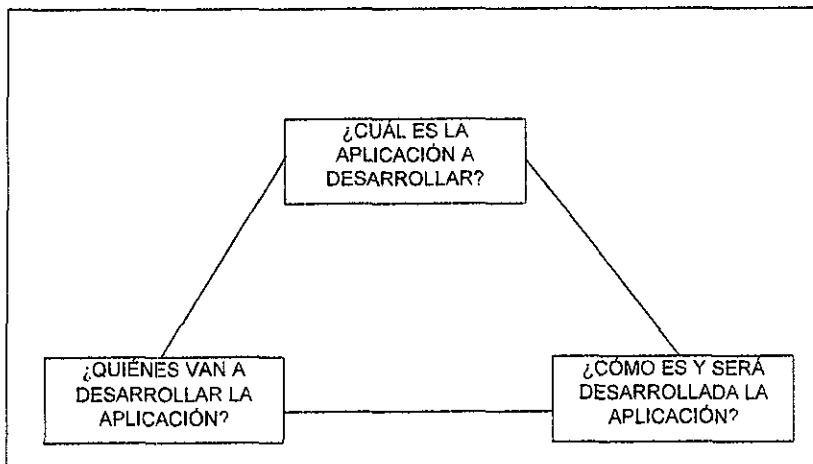 ¿CUÁL ES LA
APLICACIÓN A
DESARROLLAR?
¿QUIÉNES VAN A
DESARROLLAR LA
APLICACIÓN?
¿CÓMO ES Y SERÁ
DESARROLLADA LA
APLICACIÓN?